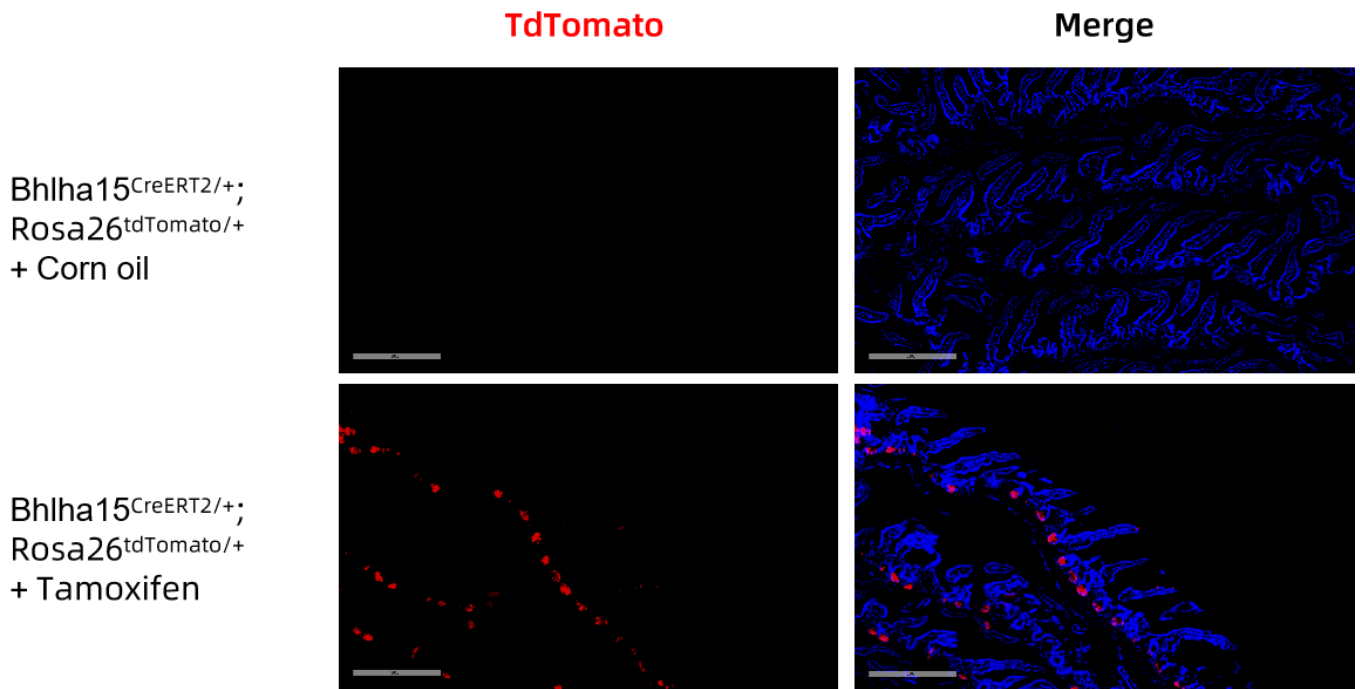 TdTomato
Merge
Bhlha15CreERT2/+;
Rosa26tdTomato/+
+ Corn oil
Bhlha15CreERT2/+;
Rosa26tdTomato/+
+ Tamoxifen